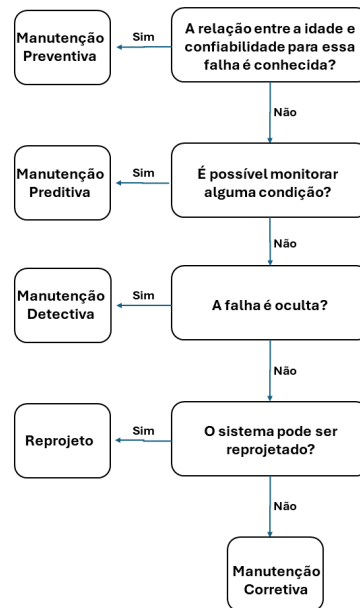 Manutenção
Preventiva
Sim
A relação entre a idade e
confiabilidade para essa
falha é conhecida?
Não
Manutenção
Preditiva
Sim
É possível monitorar
alguma condição?
Não
Manutenção
Detectiva
Sim
A falha é oculta?
Não
Reprojeto
Sim
O sistema pode ser
reprojetado?
Não
Manutenção
Corretiva